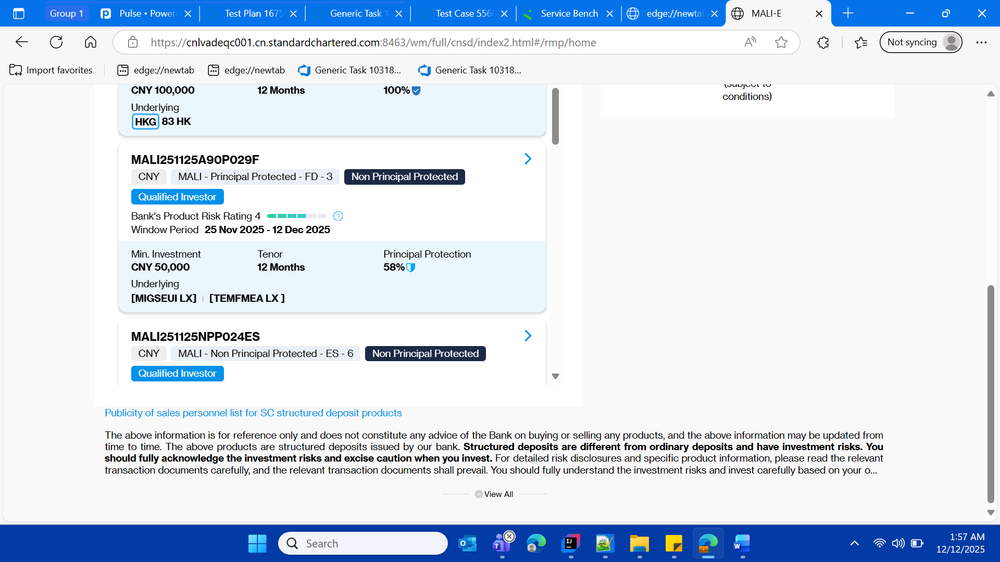 Group 1
Pulse • Power
Test Plan 1675
Generic Task 1
Test Case 556
Service Bench
edge://newta
MALI-E
https://cnlvadeqc001.cn.standardchartered.com:8463/wm/full/cnsd/index2.html#/rmp/home
Not syncing
Import favorites
edge://newtab
edge://newtab
Generic Task 10318...
Generic Task 10318...
CNY 100,000
12 Months
100%
Underlying
HKG 83 HK
(subject to
conditions)
MALI251125A90P029F
CNY
MALI - Principal Protected - FD - 3
Non Principal Protected
Qualified Investor
Bank's Product Risk Rating 4
Window Period 25 Nov 2025 - 12 Dec 2025
Min. Investment
Tenor
Principal Protection
CNY 50,000
12 Months
58%
Underlying
[MIGSEUI LX] [TEMFMEA LX ]
MALI251125NPP024ES
CNY
MALI - Non Principal Protected - ES - 6
Non Principal Protected
Qualified Investor
Publicity of sales personnel list for SC structured deposit products
The above information is for reference only and does not constitute any advice of the Bank on buying or selling any products, and the above information may be updated from
time to time. The above products are structured deposits issued by our bank. Structured deposits are different from ordinary deposits and have investment risks. You
should fully acknowledge the investment risks and excise caution when you invest. For detailed risk disclosures and specific product information, please read the relevant
transaction documents carefully, and the relevant transaction documents shall prevail. You should fully understand the investment risks and invest carefully based on your o...
View All
Search
1:57 AM
12/12/2025